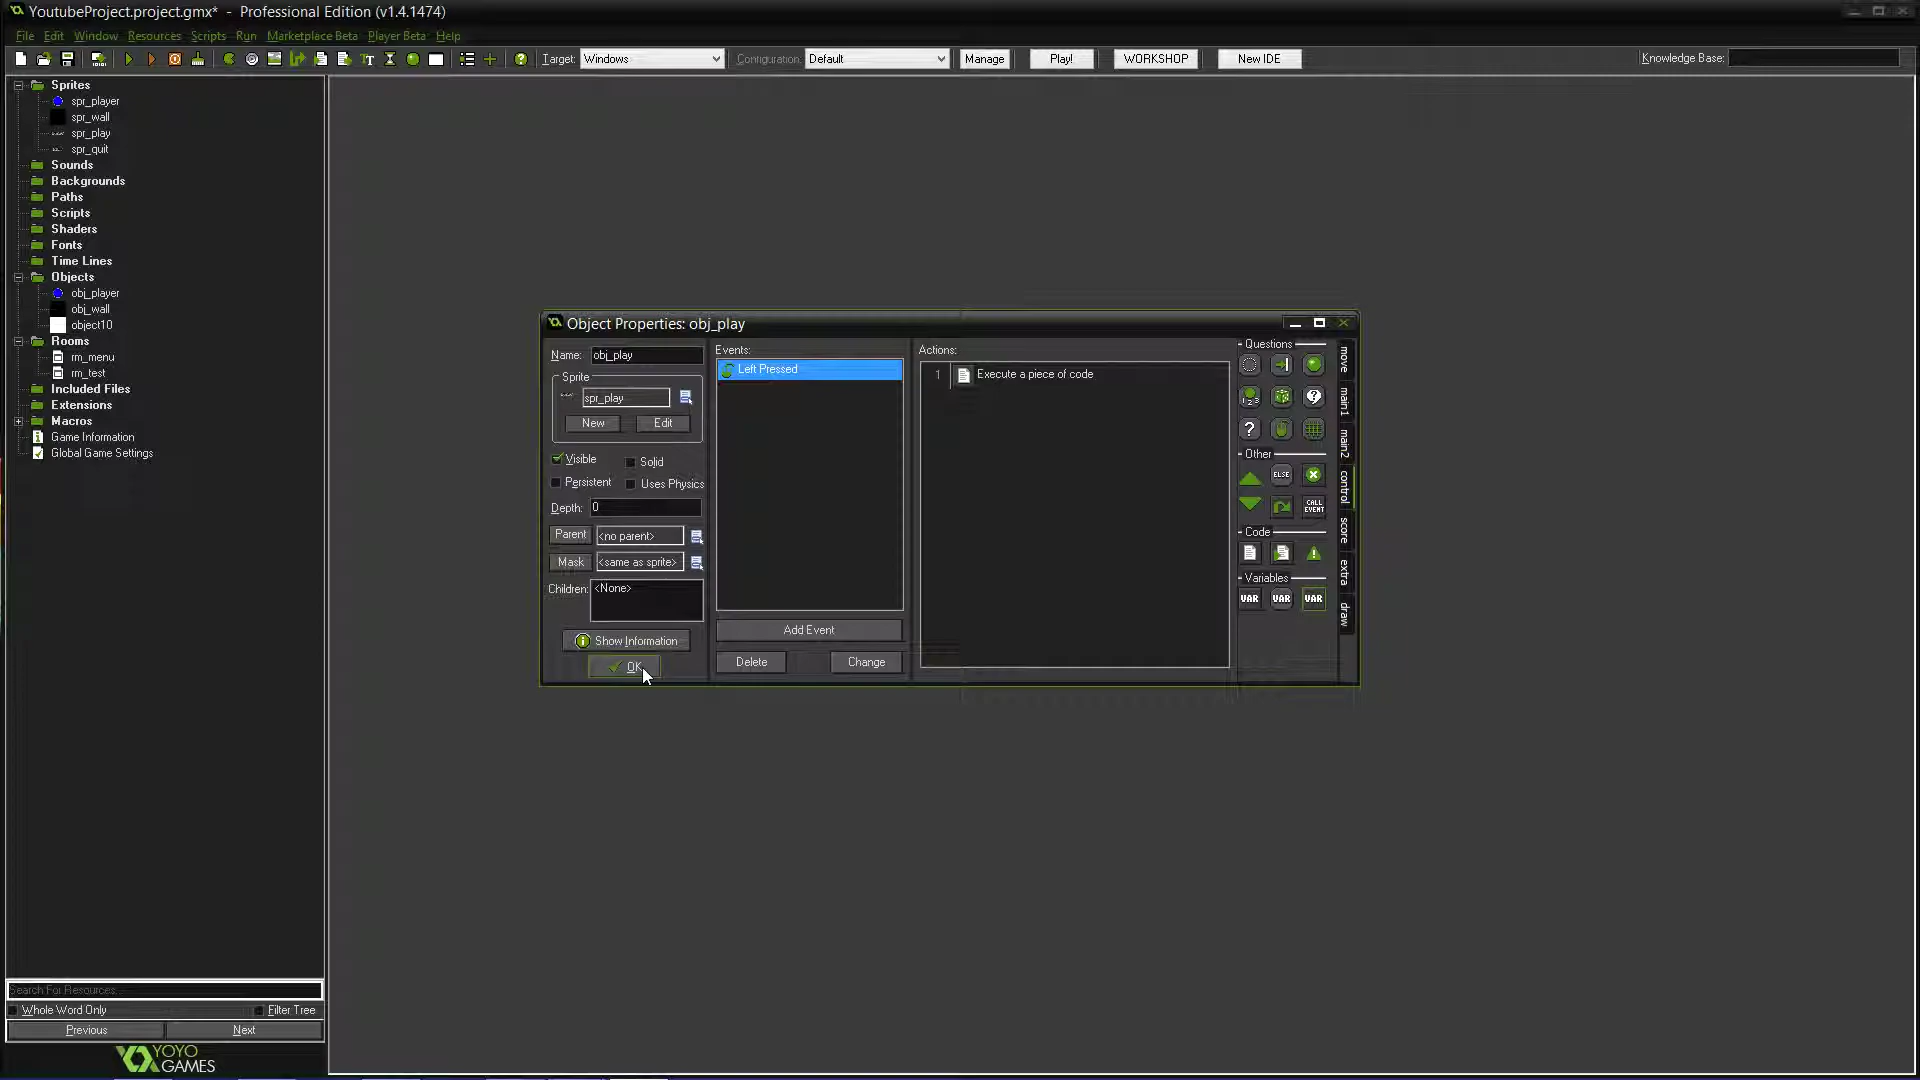 YoutubeProject.project.gmx* - Professional Edition (v1.4.1474)
File Edit Window Resources Scripts Run Marketplace Beta Player Beta Help
Target: Windows Configuration: Default Manage Play! WORKSHOP New IDE Knowledge Base:
Sprites
spr_player
spr_wall
spr_play
spr_quit
Sounds
Backgrounds
Paths
Scripts
Shaders
Fonts
Time Lines
Objects
obj_player
obj_wall
object10
Rooms
rm_menu
rm_test
Included Files
Extensions
Macros
Game Information
Global Game Settings
Search For Resources...
Whole Word Only Filter Tree
Previous Next
YOYO
GAMES
Object Properties: obj_play
Name: obj_play
Sprite
spr_play
New Edit
Visible Solid
Persistent Uses Physics
Depth: 0
Parent <no parent>
Mask <same as sprite>
Children: <None>
Show Information
OK
Events:
Left Pressed
Add Event
Delete Change
Actions:
1 Execute a piece of code
Questions
Other
ELSE
CALL
EVENT
Code
Variables
VAR VAR VAR
move
main1
main2
control
score
extra
draw